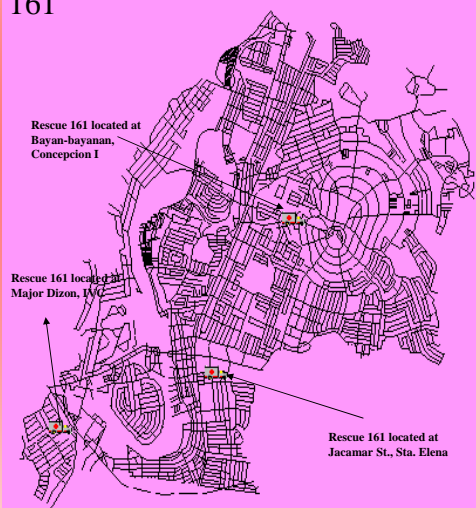 161
Rescue 161 located at
Bayan-bayanan,
Concepcion I
Rescue 161 located at
Major Dizon, IVC
Rescue 161 located at
Jacamar St., Sta. Elena